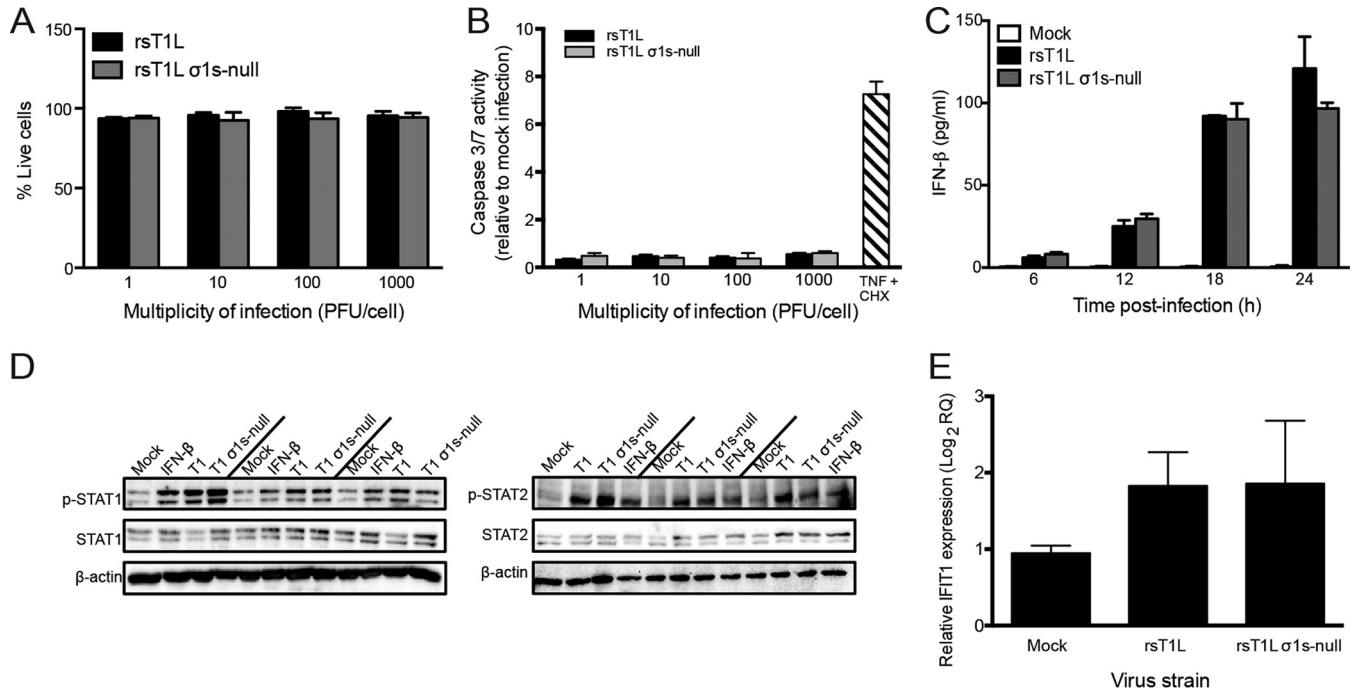 A
150
100
50
0
% Live cells
rsT1L
rsT1L σ1s-null
1 10 100 1000
Multiplicity of infection (PFU/cell)
B
10
8
6
4
2
0
Caspase 3/7 activity
(relative to mock infection)
rsT1L
rsT1L σ1s-null
1 10 100 1000 TNF +
CHX
Multiplicity of infection (PFU/cell)
C
150
100
50
0
IFN-β (pg/ml)
Mock
rsT1L
rsT1L σ1s-null
6 12 18 24
Time post-infection (h)
D
Mock IFN-β T1 T1 σ1s-null Mock IFN-β T1 T1 σ1s-null Mock IFN-β T1 T1 σ1s-null
p-STAT1
STAT1
β-actin
Mock T1 T1 σ1s-null IFN-β Mock T1 T1 σ1s-null IFN-β Mock T1 T1 σ1s-null IFN-β
p-STAT2
STAT2
β-actin
E
3
2
1
0
Relative IFIT1 expression (Log2 RQ)
Mock rsT1L rsT1L σ1s-null
Virus strain